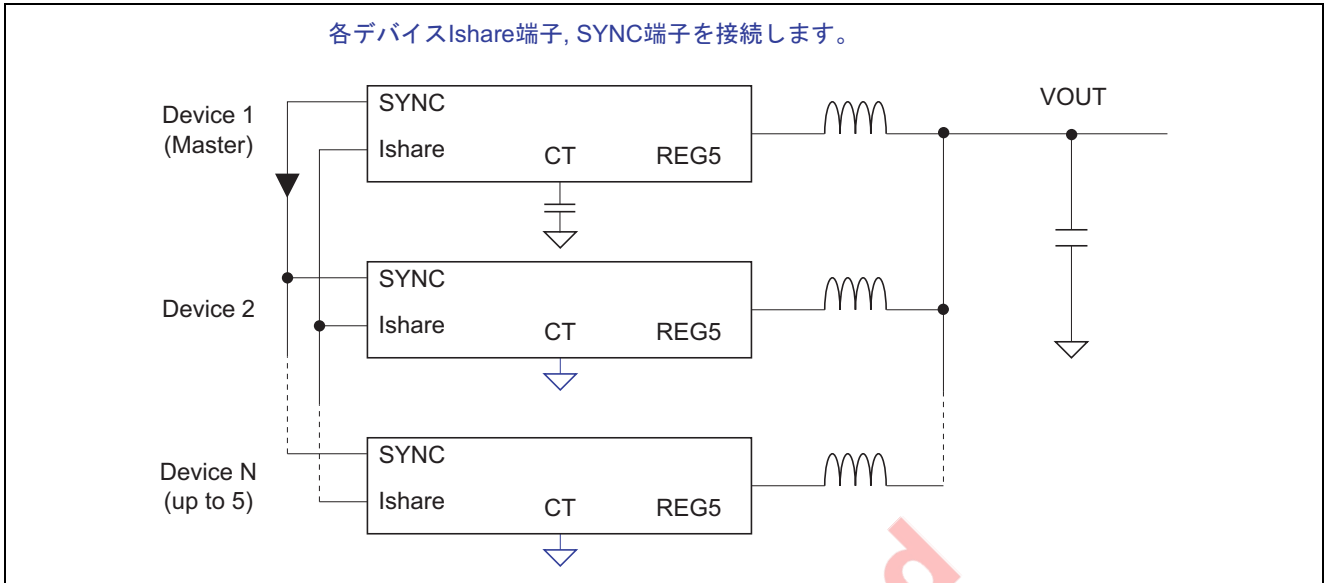 各デバイスIshare端子, SYNC端子を接続します。
Device 1
(Master)
SYNC
Ishare
CT
REG5
VOUT
Device 2
SYNC
Ishare
CT
REG5
Device N
(up to 5)
SYNC
Ishare
CT
REG5
d